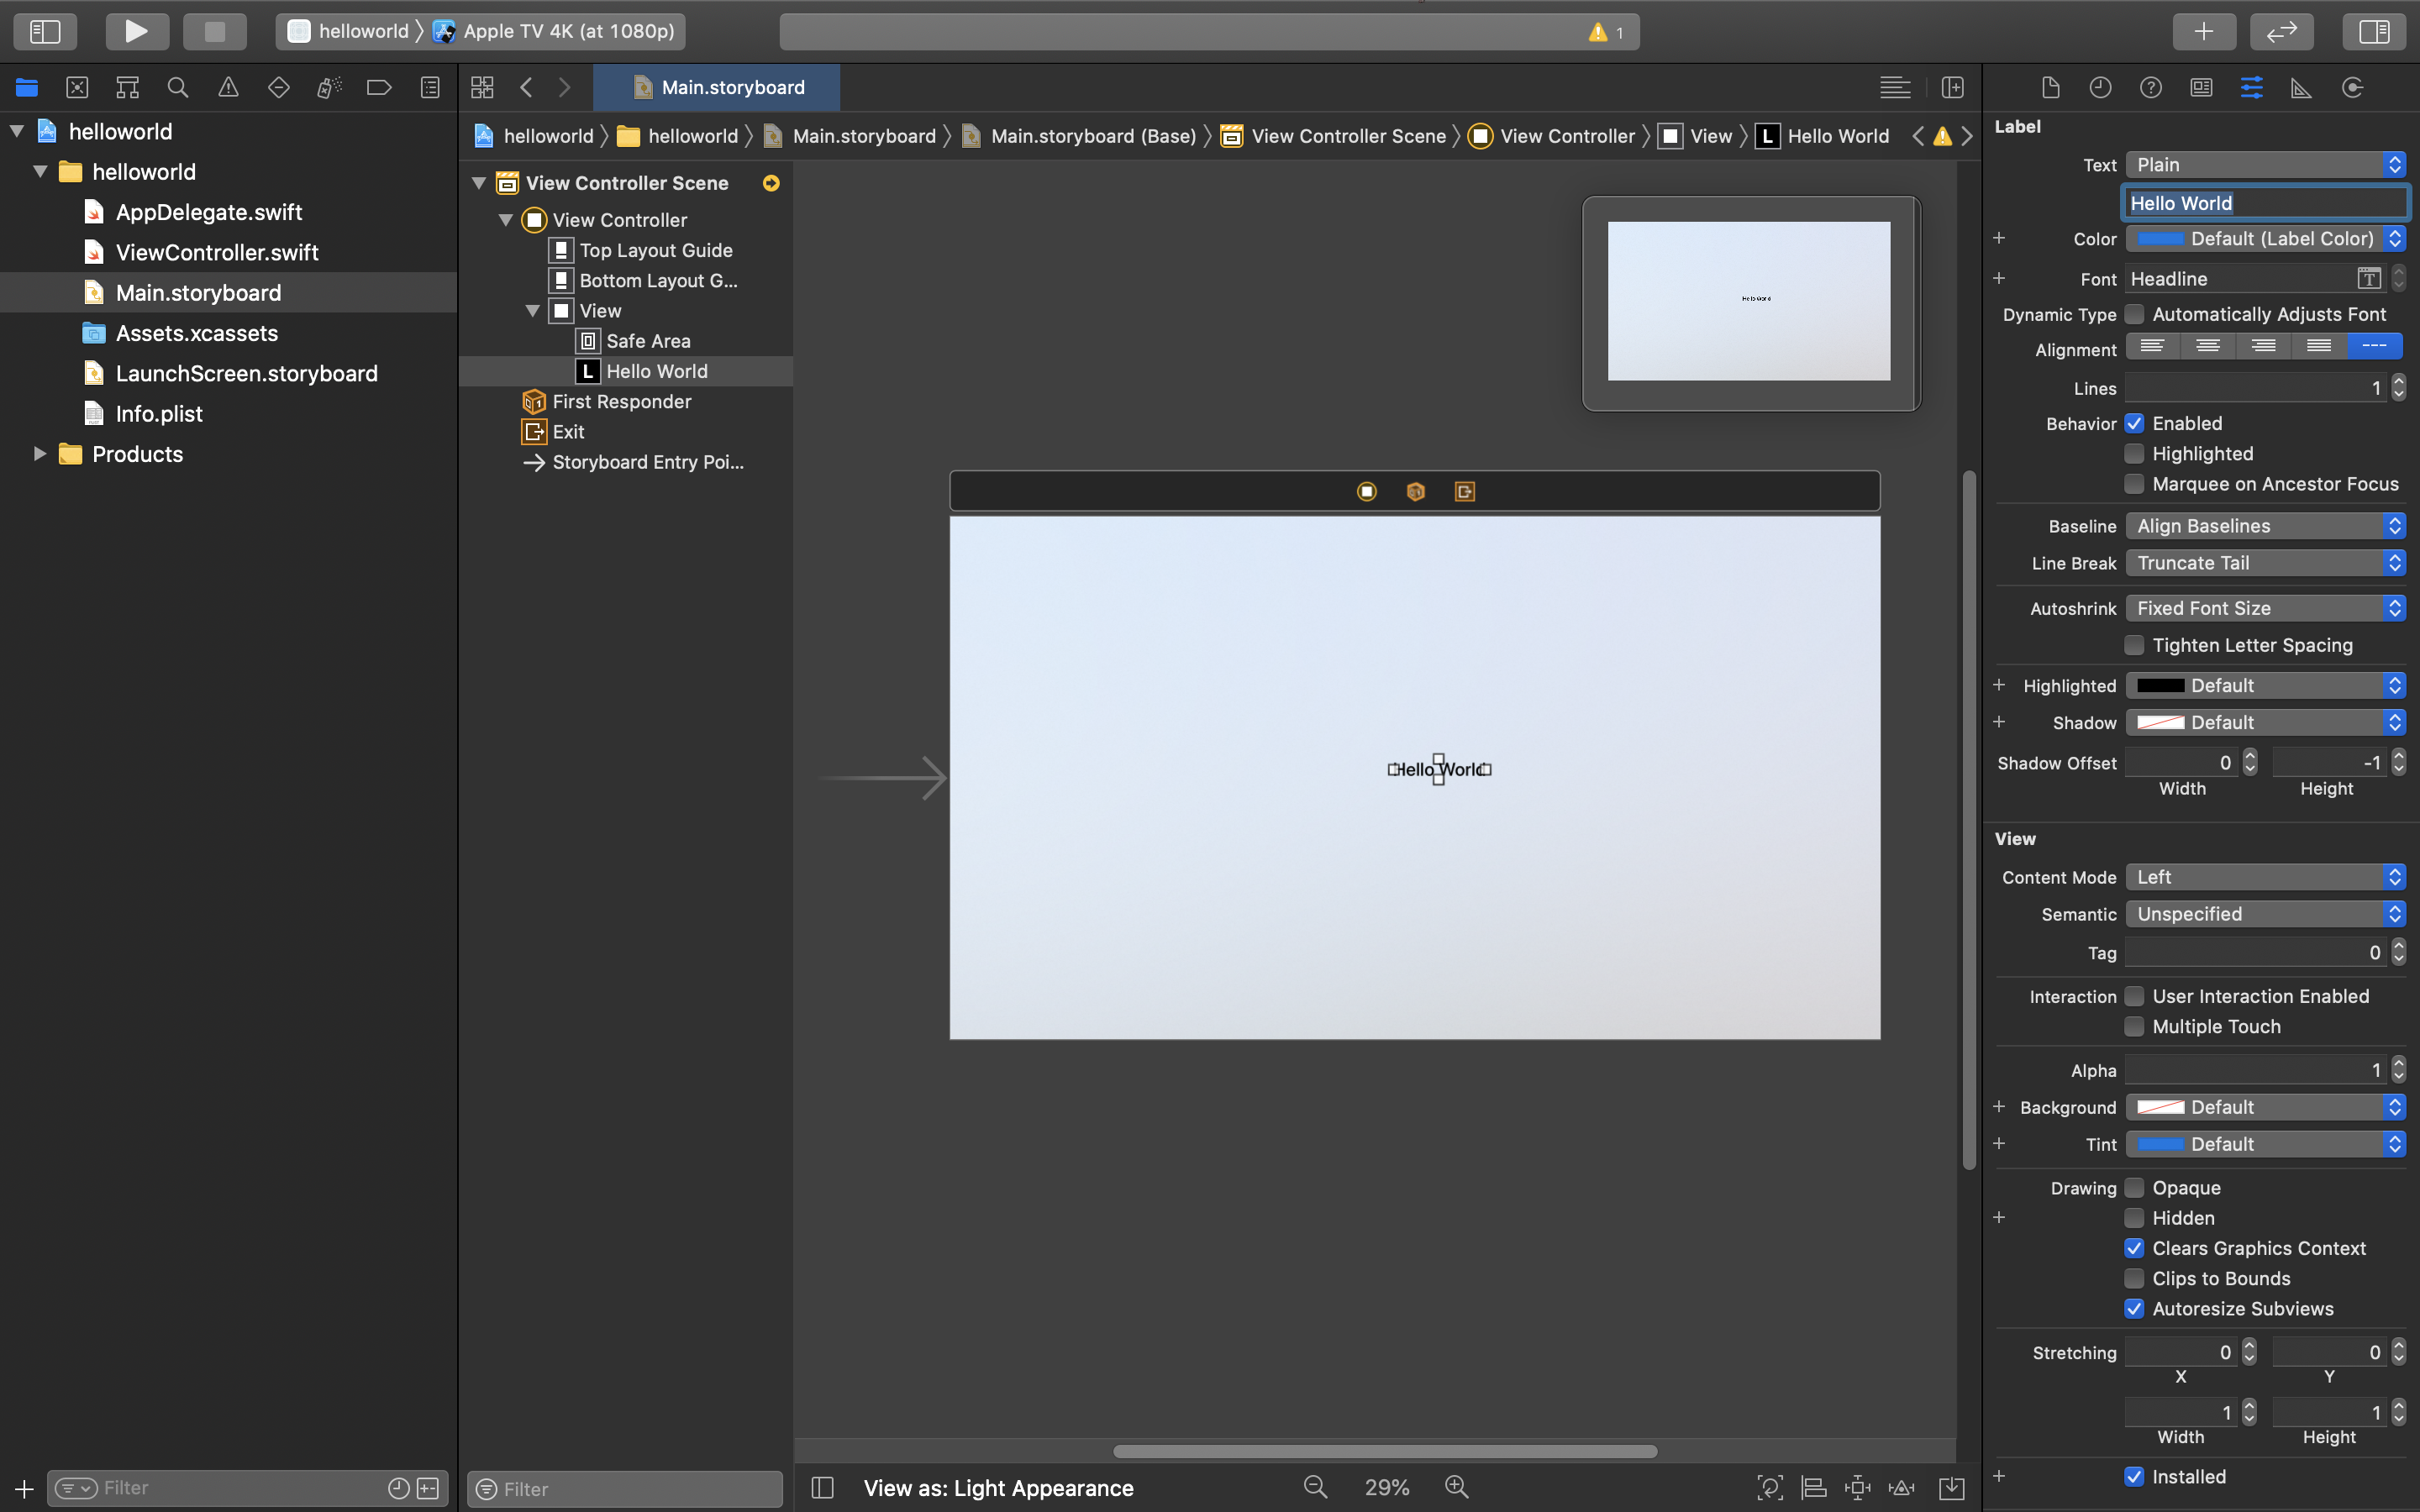 helloworld
Apple TV 4K (at 1080p)
1
Main.storyboard
helloworld
helloworld
AppDelegate.swift
ViewController.swift
Main.storyboard
Assets.xcassets
LaunchScreen.storyboard
Info.plist
Products
Filter
helloworld
helloworld
Main.storyboard
Main.storyboard (Base)
View Controller Scene
View Controller
View
L
Hello World
View Controller Scene
View Controller
Top Layout Guide
Bottom Layout G...
View
Safe Area
L Hello World
First Responder
Exit
Storyboard Entry Poi...
Filter
Hello World
Hello World
View as: Light Appearance
29%
Label
Text Plain
Hello World
Color Default (Label Color)
Font Headline
Dynamic Type Automatically Adjusts Font
Alignment
Lines 1
Behavior Enabled
Highlighted
Marquee on Ancestor Focus
Baseline Align Baselines
Line Break Truncate Tail
Autoshrink Fixed Font Size
Tighten Letter Spacing
Highlighted Default
Shadow Default
Shadow Offset 0 -1
Width Height
View
Content Mode Left
Semantic Unspecified
Tag 0
Interaction User Interaction Enabled
Multiple Touch
Alpha 1
Background Default
Tint Default
Drawing Opaque
Hidden
Clears Graphics Context
Clips to Bounds
Autoresize Subviews
Stretching 0 0
X Y
1 1
Width Height
Installed